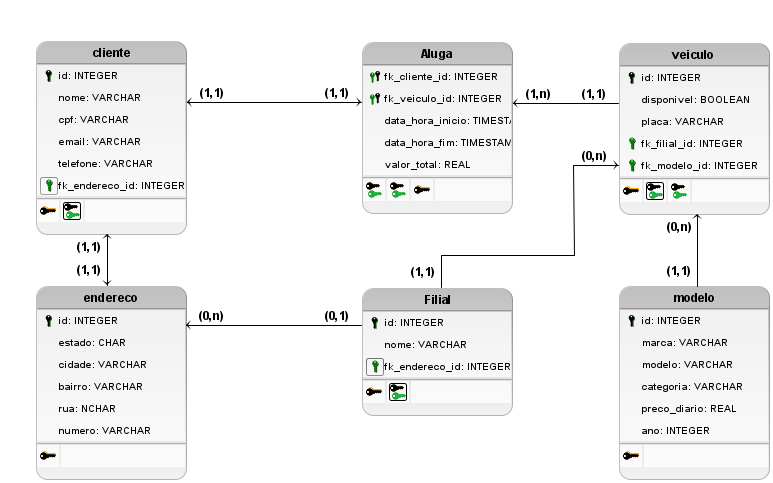 cliente
id: INTEGER
nome: VARCHAR
cpf: VARCHAR
email: VARCHAR
telefone: VARCHAR
fk_endereco_id: INTEGER
(1,1)
(1,1)
Aluga
fk_cliente_id: INTEGER
fk_veiculo_id: INTEGER
data_hora_inicio: TIMEST
data_hora_fim: TIMESTAM
valor_total: REAL
(1,n)
(1,1)
veiculo
id: INTEGER
disponivel: BOOLEAN
placa: VARCHAR
fk_filial_id: INTEGER
fk_modelo_id: INTEGER
(0,n)
(1,1)
(1,1)
(1,1)
(0,n)
(1,1)
endereco
id: INTEGER
estado: CHAR
cidade: VARCHAR
bairro: VARCHAR
rua: NCHAR
numero: VARCHAR
(0,n)
(0,1)
Filial
id: INTEGER
nome: VARCHAR
fk_endereco_id: INTEGER
modelo
id: INTEGER
marca: VARCHAR
modelo: VARCHAR
categoria: VARCHAR
preco_diario: REAL
ano: INTEGER